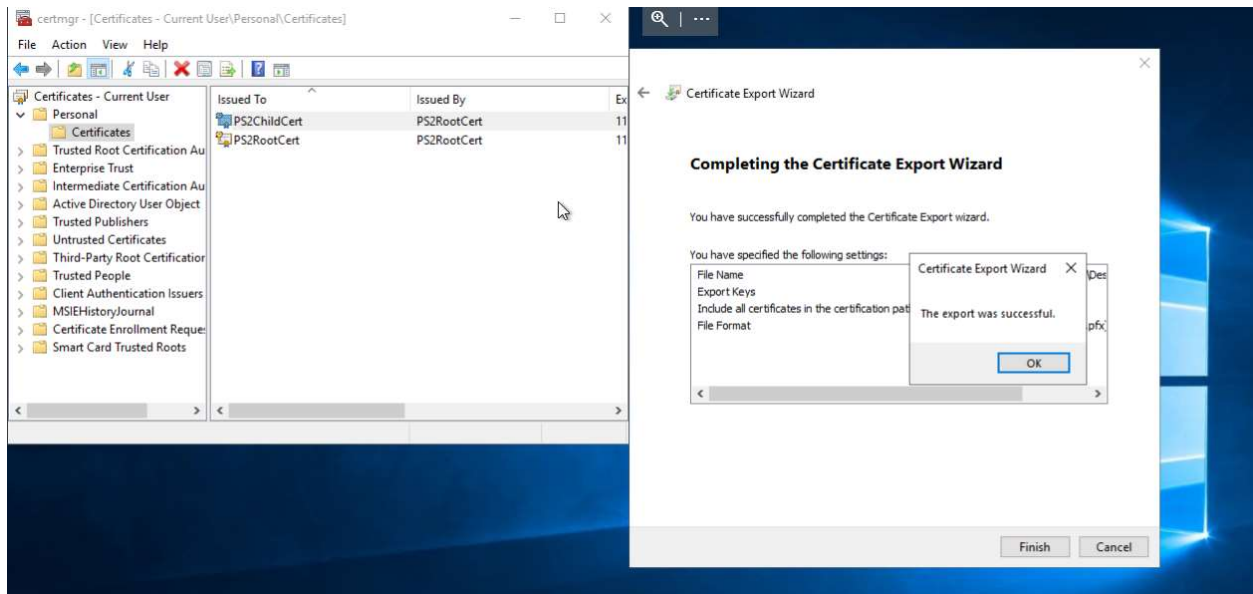 certmgr - [Certificates - Current User\Personal\Certificates]
File Action View Help
Certificates - Current User
Personal
Certificates
Trusted Root Certification Au
Enterprise Trust
Intermediate Certification Au
Active Directory User Object
Trusted Publishers
Untrusted Certificates
Third-Party Root Certification
Trusted People
Client Authentication Issuers
MSIEHistoryJournal
Certificate Enrollment Reque
Smart Card Trusted Roots
Issued To Issued By Ex
PS2ChildCert PS2RootCert 11
PS2RootCert PS2RootCert 11
Certificate Export Wizard
Completing the Certificate Export Wizard
You have successfully completed the Certificate Export wizard.
You have specified the following settings:
File Name \Des
Export Keys
Include all certificates in the certification pat
File Format .pfx
Certificate Export Wizard
The export was successful.
OK
Finish Cancel